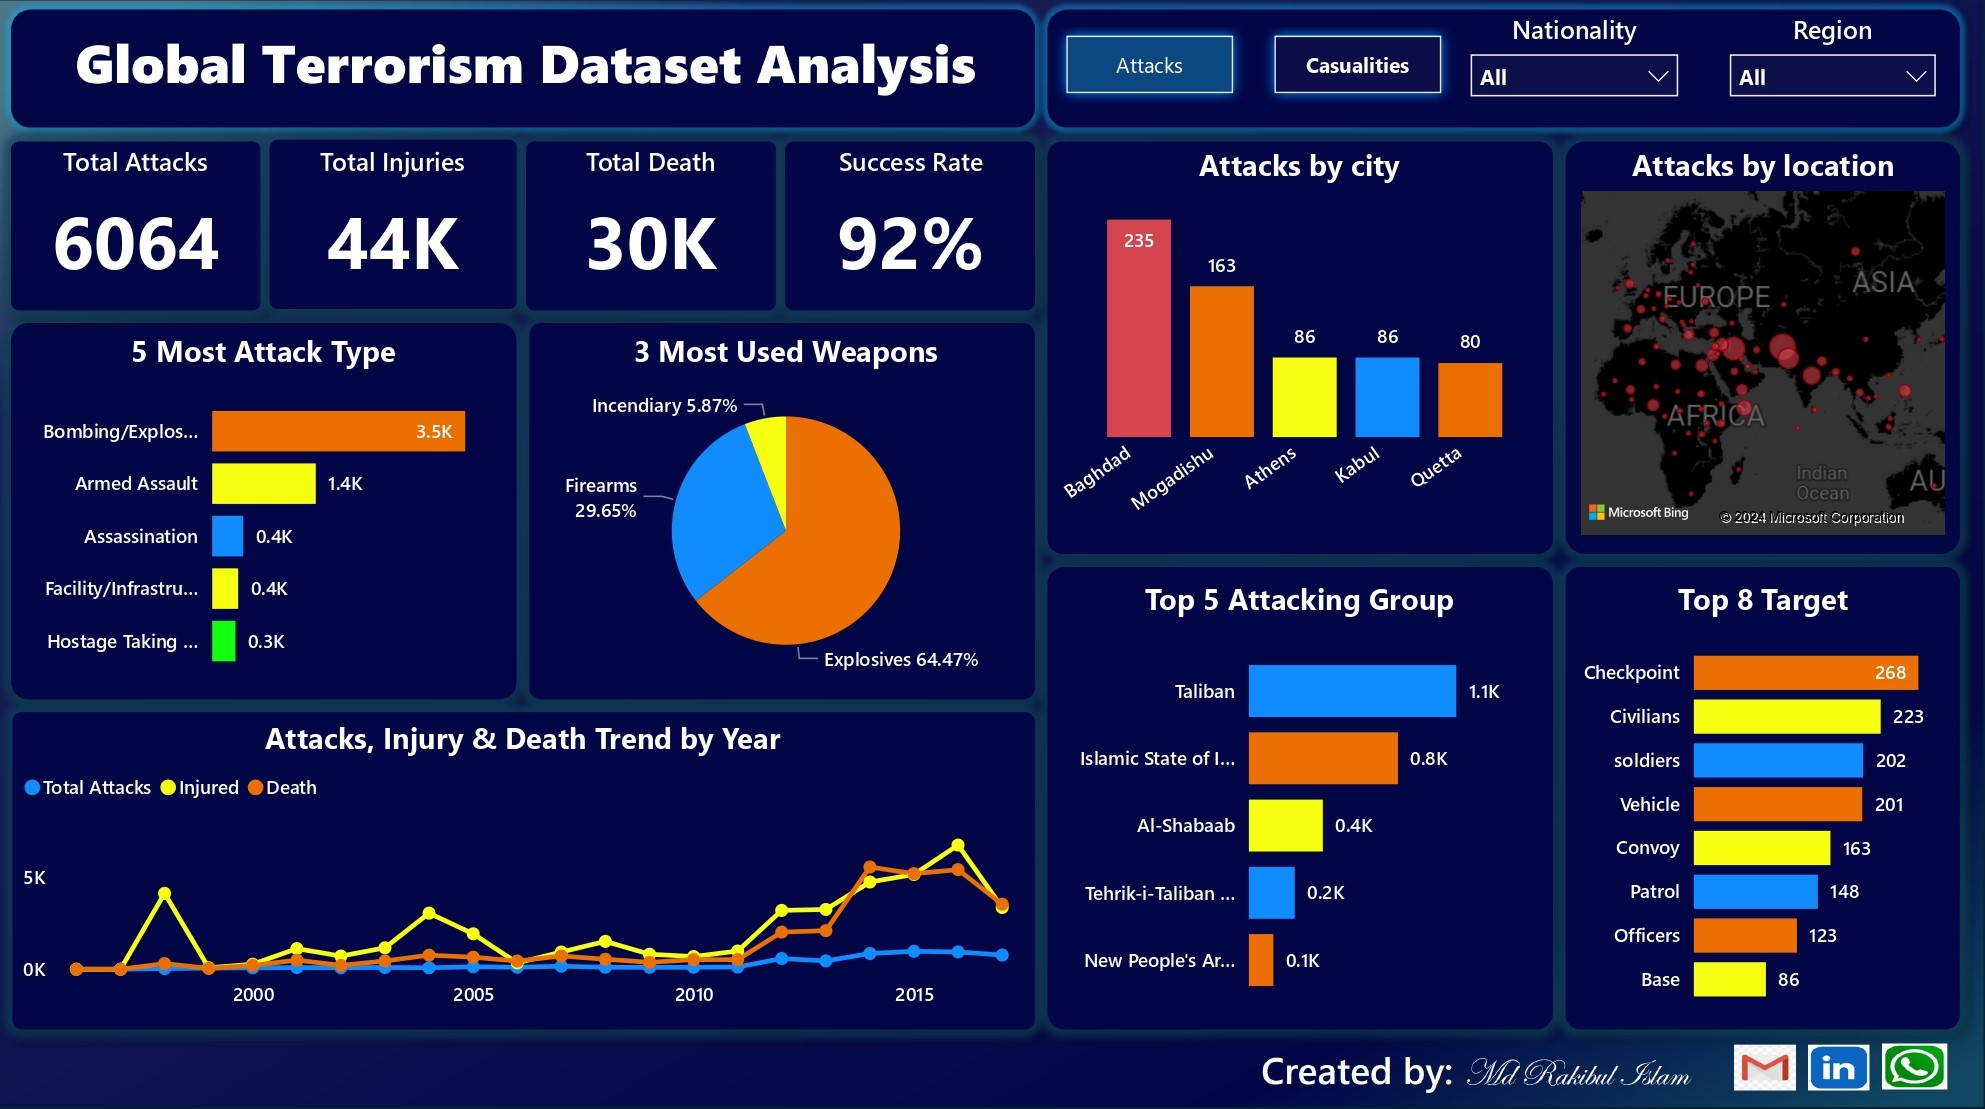 Global Terrorism Dataset Analysis
Attacks
Casualities
Nationality
All
Region
All
Total Attacks
6064
Total Injuries
44K
Total Death
30K
Success Rate
92%
5 Most Attack Type
Bombing/Explos...
3.5K
Armed Assault
1.4K
Assassination
0.4K
Facility/Infrastru...
0.4K
Hostage Taking ...
0.3K
3 Most Used Weapons
Incendiary 5.87%
Firearms
29.65%
Explosives 64.47%
Attacks by city
235
163
86
86
80
Baghdad
Mogadishu
Athens
Kabul
Quetta
Attacks by location
ASIA
EUROPE
AFRICA
Indian
Ocean
AU
Microsoft Bing
© 2024 Microsoft Corporation
Attacks, Injury & Death Trend by Year
Total Attacks
Injured
Death
5K
0K
2000
2005
2010
2015
Top 5 Attacking Group
Taliban
1.1K
Islamic State of I...
0.8K
Al-Shabaab
0.4K
Tehrik-i-Taliban ...
0.2K
New People's Ar...
0.1K
Top 8 Target
Checkpoint
268
Civilians
223
soldiers
202
Vehicle
201
Convoy
163
Patrol
148
Officers
123
Base
86
Created by: Md Rakibul Islam
in